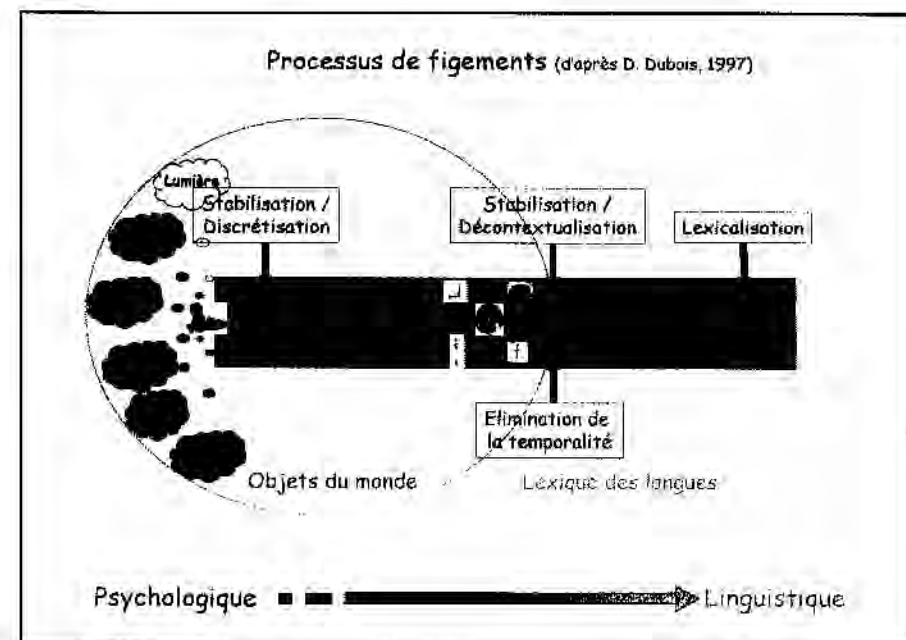 Processus de figements (d'après D. Dubois, 1997)
Lumière
Stabilisation /
Discrétisation
Stabilisation /
Décontextualisation
Lexicalisation
Elimination de
la temporalité
Objets du monde
Lexique des langues
Psychologique
Linguistique